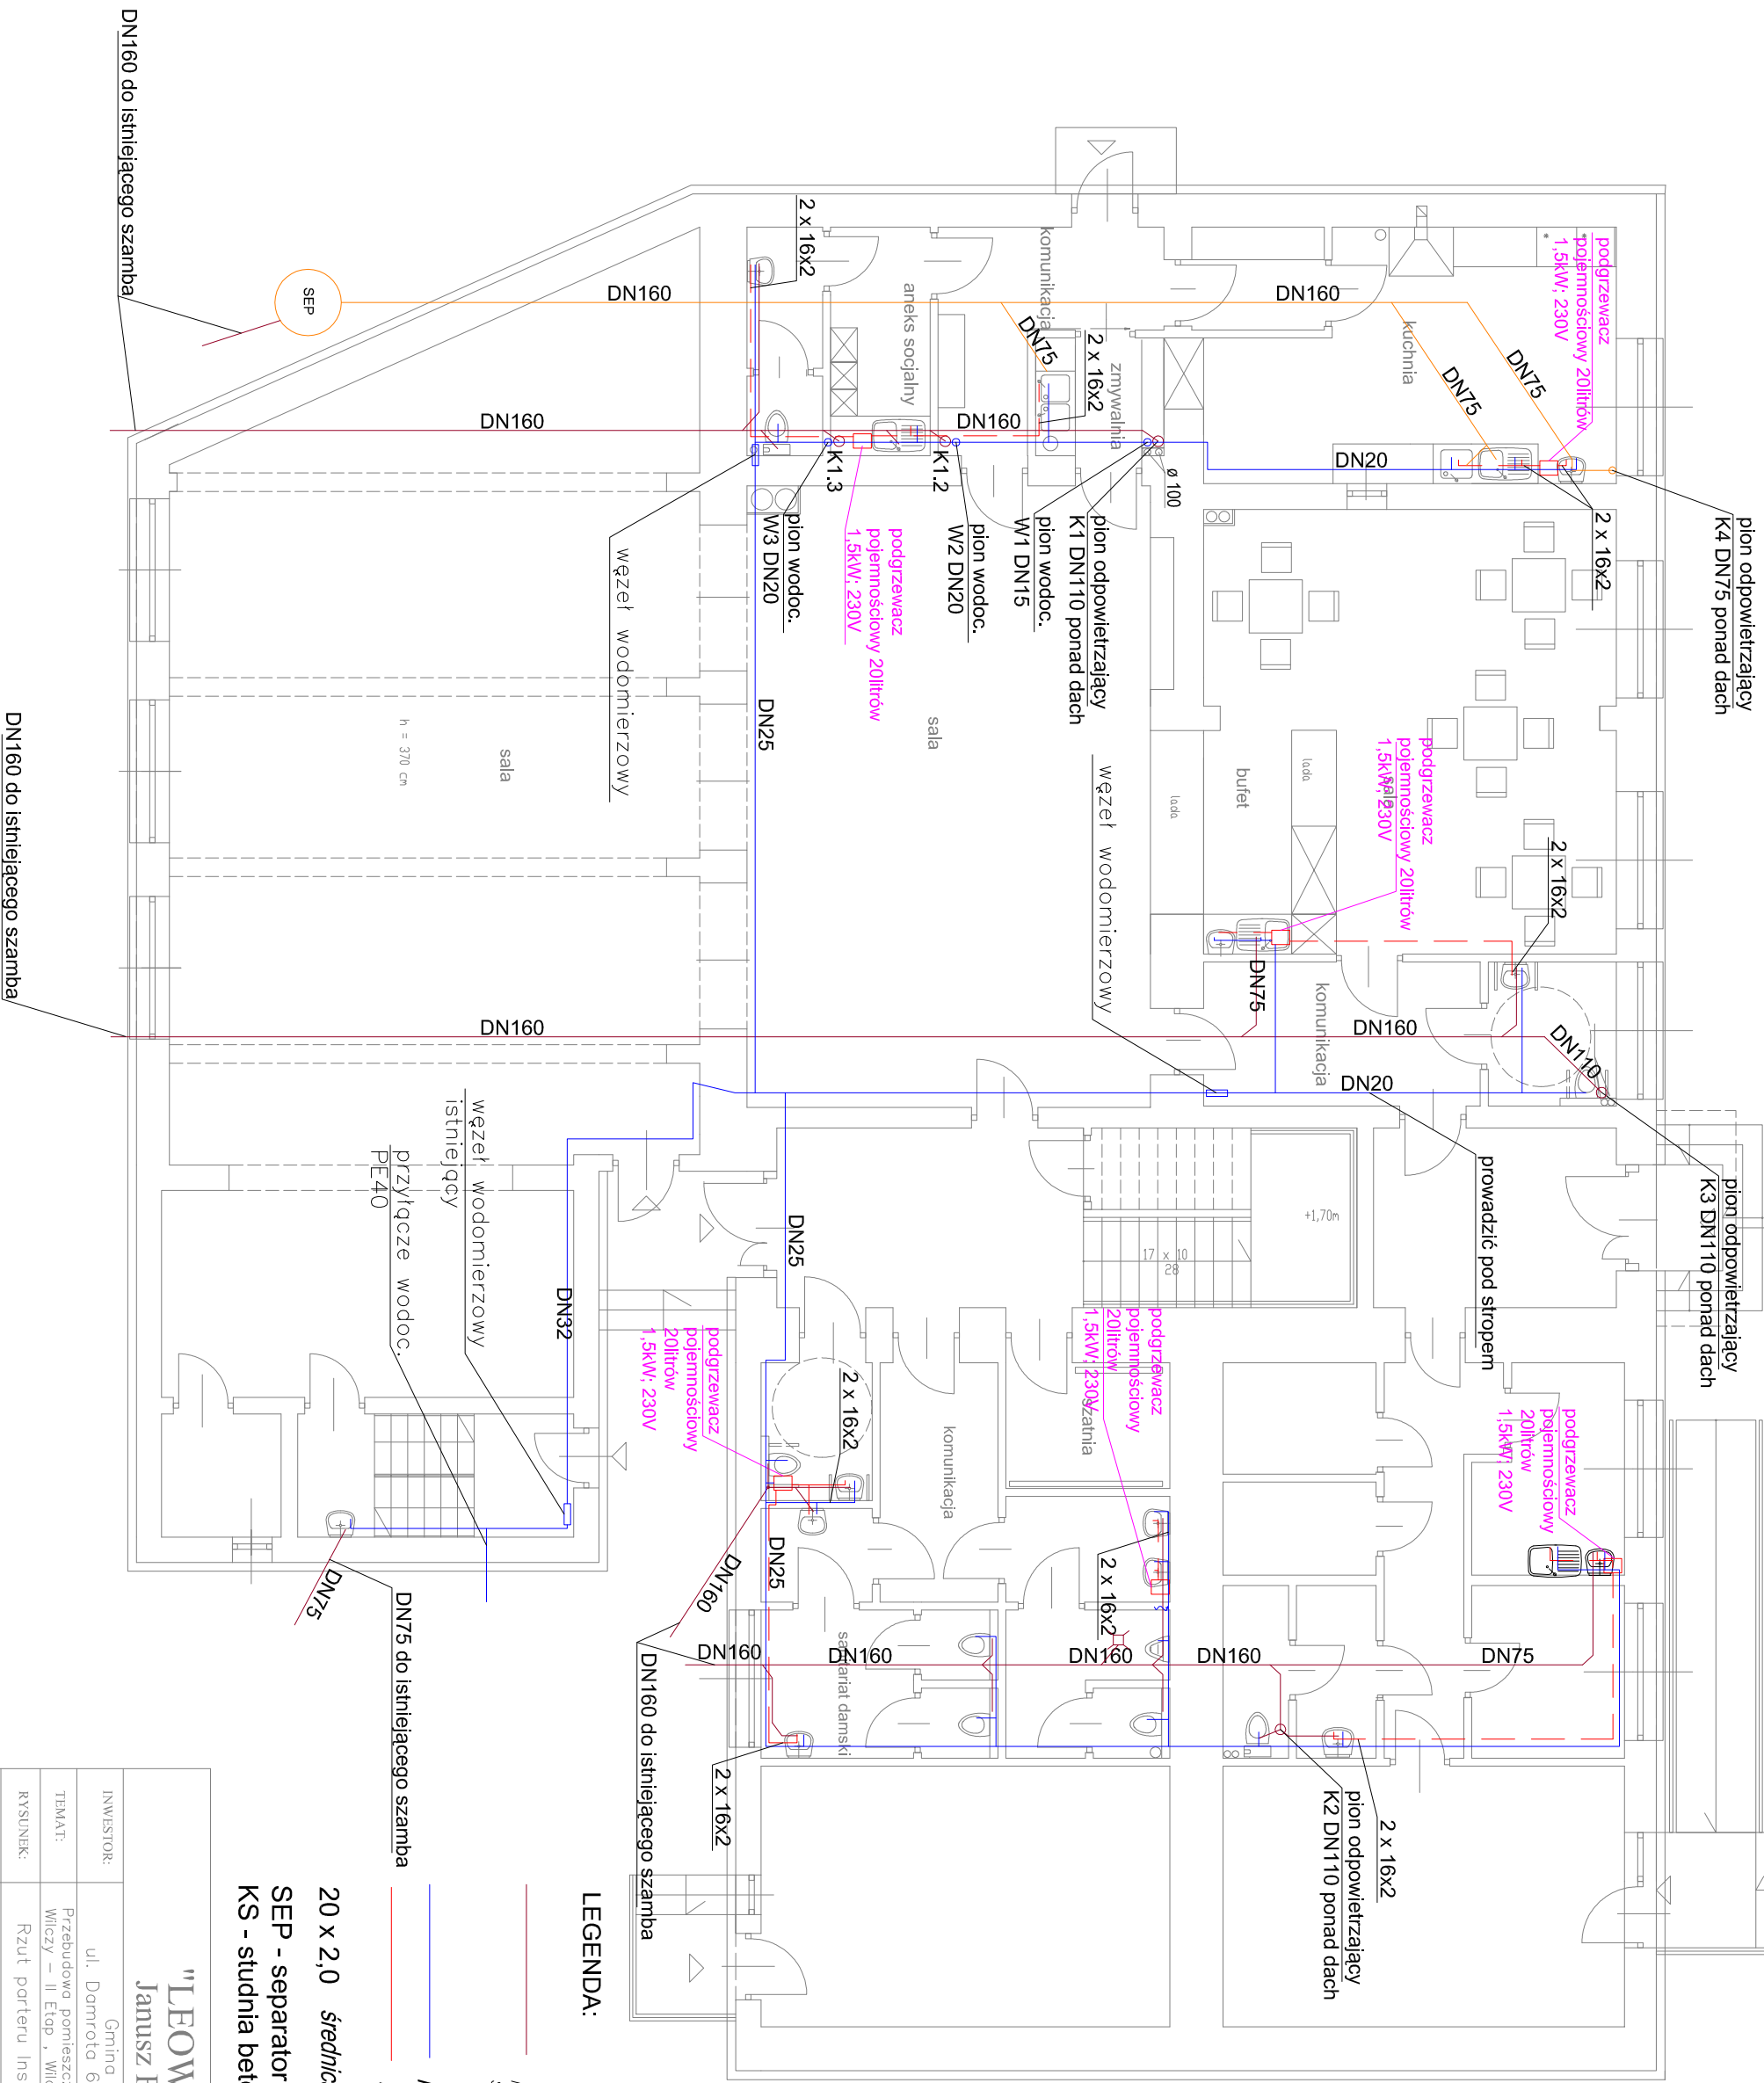 pion odpowietrzający
K4 DN75 ponad dach
pion odpowietrzający
K3 DN110 ponad dach
podgrzewacz
pojemnościowy 20litrów
1,5kW; 230V
2 x 16x2
DN75
DN75
kuchnia
DN160
DN20
DN160
komunikacja
zmywalnia
2 x 16x2
DN75
ø 100
aneks socjalny
DN160
K1.2
K1.3
2 x 16x2
DN160
SEP
DN160 do istniejącego szamba
pion odpowietrzający
K1 DN110 ponad dach
pion wodoc.
W1 DN15
pion wodoc.
W2 DN20
podgrzewacz
pojemnościowy 20litrów
1,5kW; 230V
pion wodoc.
W3 DN20
węzeł wodomierzowy
DN25
sala
sala
h = 370 cm
podgrzewacz
pojemnościowy 20litrów
1,5kW; 230V
sala
2 x 16x2
bufet
lada
lada
węzeł wodomierzowy
DN75
komunikacja
DN160
DN110
DN20
DN160
DN160 do istniejącego szamba
prowadzić pod stropem
+1,70m
17 x 10
28
DN25
węzeł wodomierzowy
istniejący
przyłącze wodoc.
PE40
DN32
podgrzewacz
pojemnościowy
20litrów
1,5kW; 230V
podgrzewacz
pojemnościowy
20litrów
1,5kW; 230V
szatnia
podgrzewacz
pojemnościowy
20litrów
1,5kW; 230V
2 x 16x2
komunikacja
2 x 16x2
DN25
DN160
DN75
DN75 do istniejącego szamba
DN160
DN160
DN160
DN160
DN75
sanitariat damski
2 x 16x2
DN160 do istniejącego szamba
2 x 16x2
pion odpowietrzający
K2 DN110 ponad dach
LEGENDA:
20 x 2,0
SEP - separator
KS - studnia
"LEOW
Janusz
INWESTOR:
Gmina
ul. Damrota 6
TEMAT:
Przebudowa
Wilczy – II Etap ,
RYSUNEK:
Rzut parteru